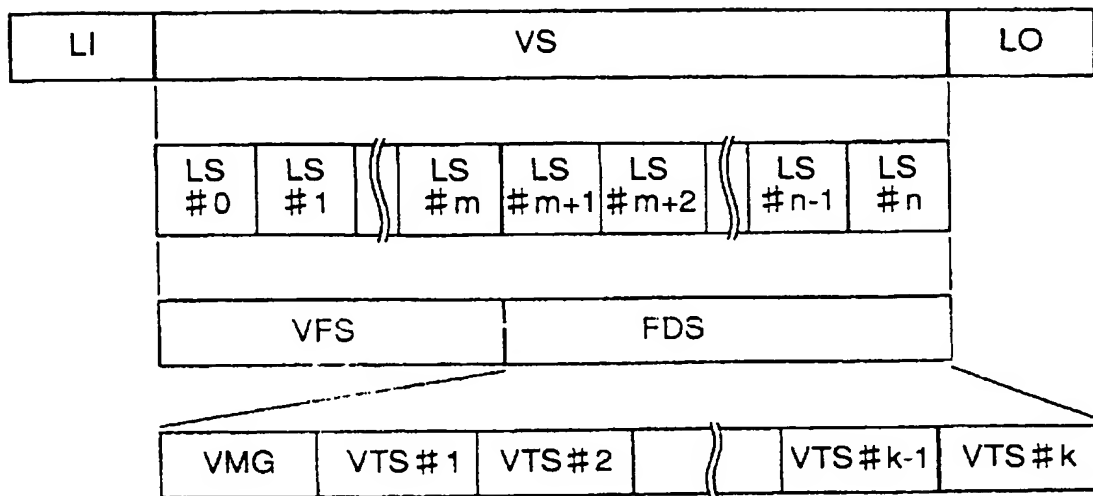 LI VS LO
LS LS LS LS LS LS LS
#0 #1 #m #m+1 #m+2 #n-1 #n
VFS FDS
VMG VTS#1 VTS#2 VTS#k-1 VTS#k